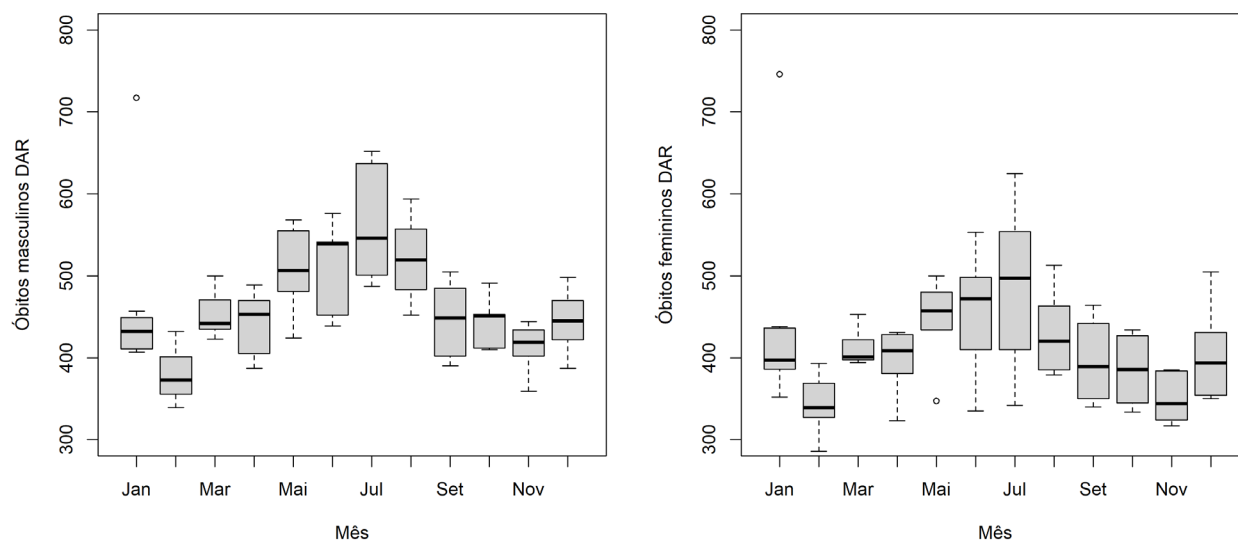 Óbitos masculinos DAR
800
700
600
500
400
300
Jan Mar Mai Jul Set Nov
Mês
Óbitos femininos DAR
800
700
600
500
400
300
Jan Mar Mai Jul Set Nov
Mês